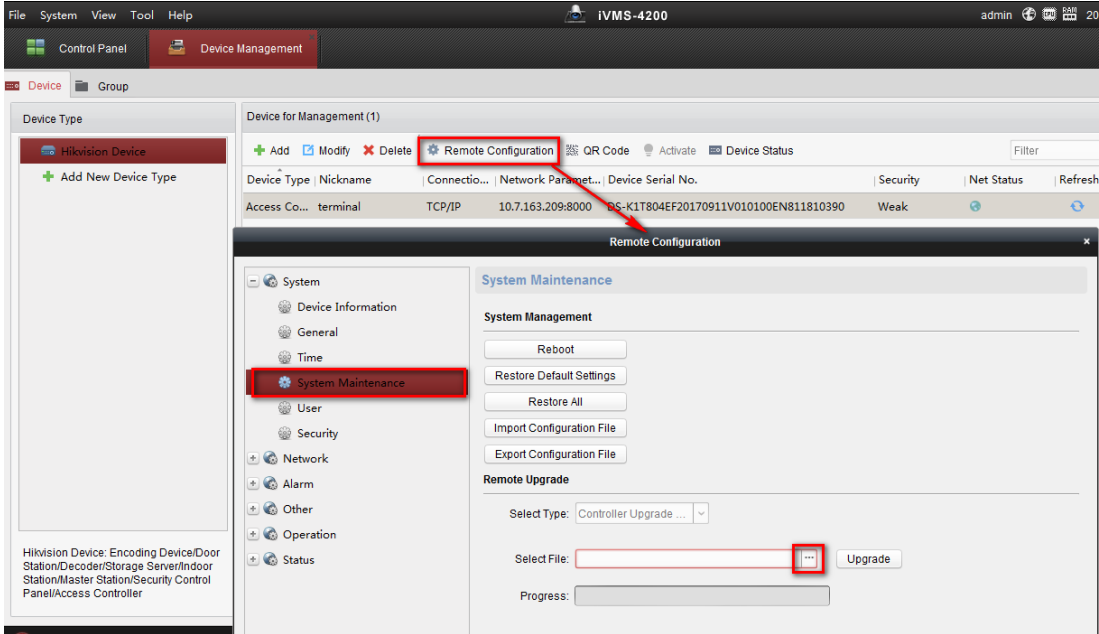 File System View Tool Help iVMS-4200 admin 20
Control Panel Device Management
Device Group
Device Type
Hikvision Device
Add New Device Type
Hikvision Device: Encoding Device/Door
Station/Decoder/Storage Server/Indoor
Station/Master Station/Security Control
Panel/Access Controller
Device for Management (1)
Add Modify Delete Remote Configuration QR Code Activate Device Status Filter
Device Type Nickname Connectio... Network Paramet... Device Serial No. Security Net Status Refresh
Access Co... terminal TCP/IP 10.7.163.209:8000 DS-K1T804EF20170911V010100EN811810390 Weak
Remote Configuration ×
System
Device Information
General
Time
System Maintenance
User
Security
Network
Alarm
Other
Operation
Status
System Maintenance
System Management
Reboot
Restore Default Settings
Restore All
Import Configuration File
Export Configuration File
Remote Upgrade
Select Type: Controller Upgrade ...
Select File: ... Upgrade
Progress: